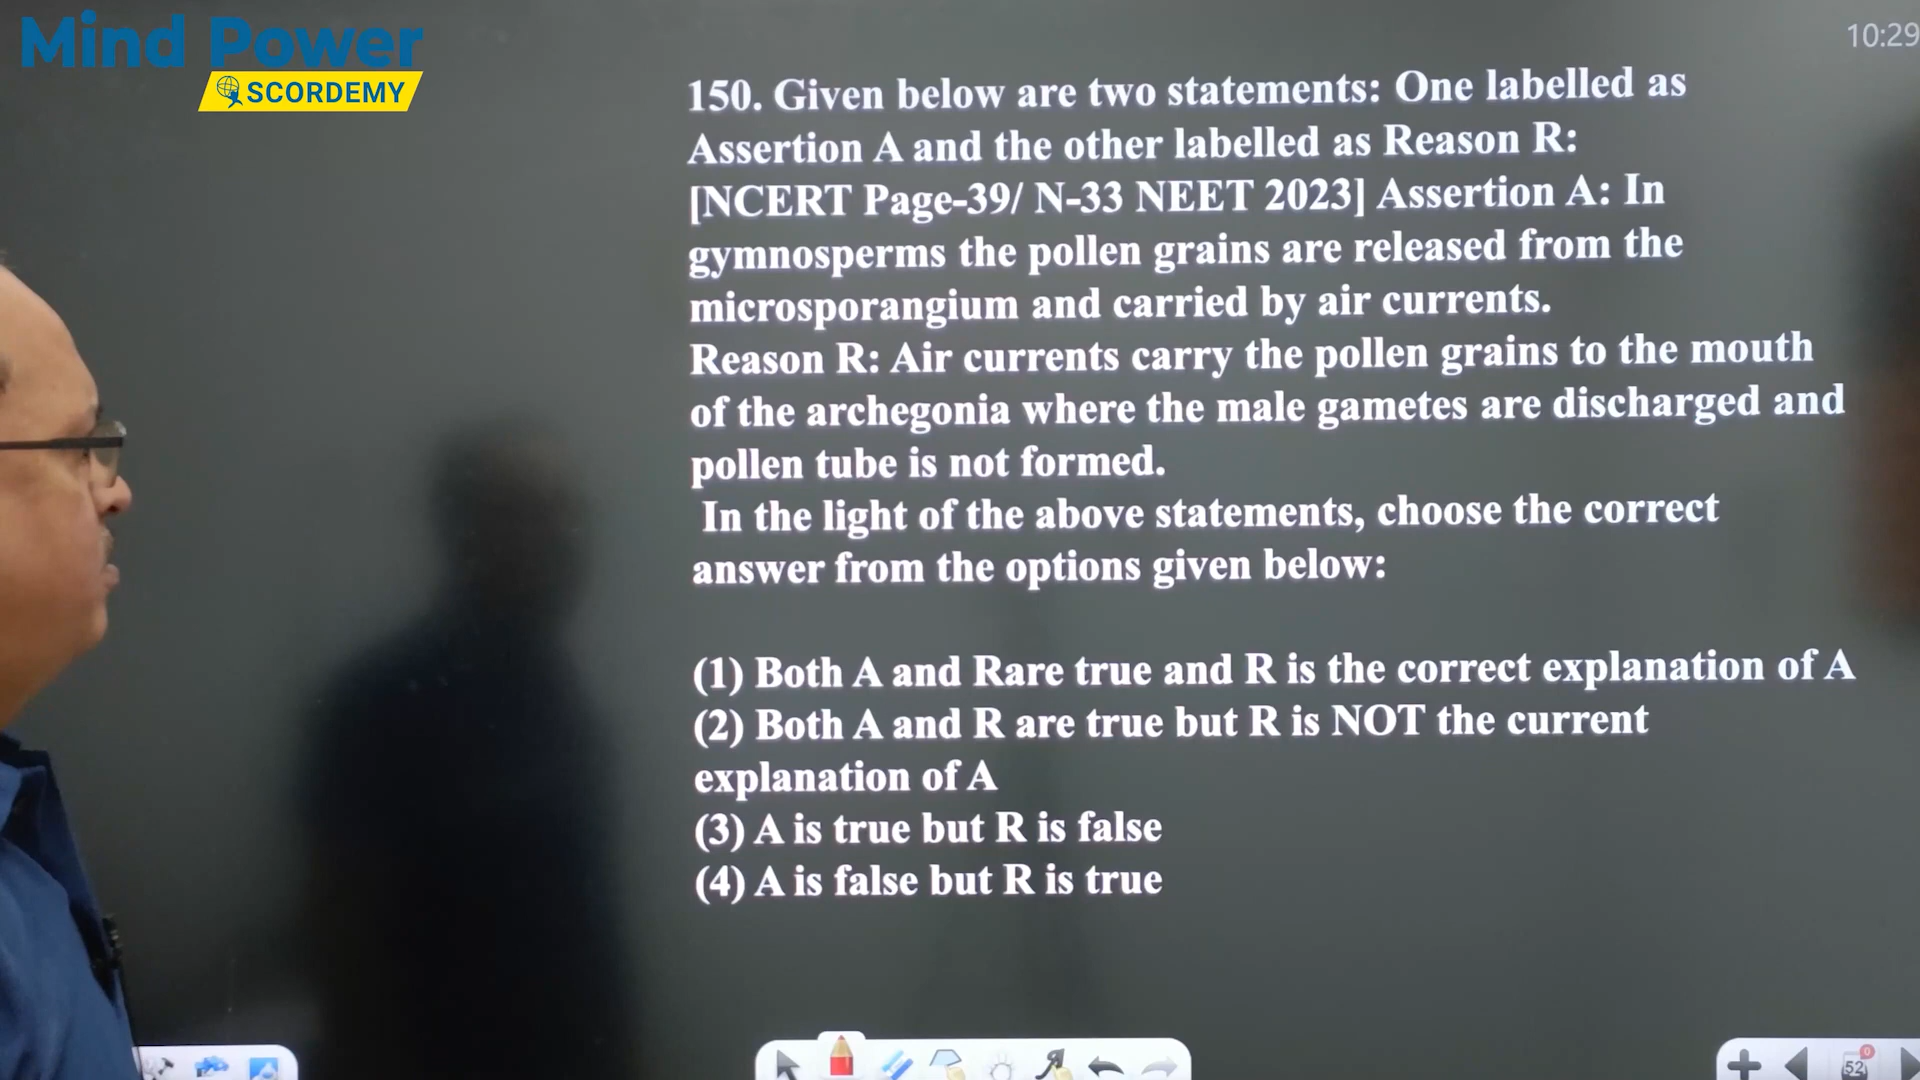 Mind Power
SCORDEMY
10:29
150. Given below are two statements: One labelled as
Assertion A and the other labelled as Reason R:
[NCERT Page-39/ N-33 NEET 2023] Assertion A: In
gymnosperms the pollen grains are released from the
microsporangium and carried by air currents.
Reason R: Air currents carry the pollen grains to the mouth
of the archegonia where the male gametes are discharged and
pollen tube is not formed.
In the light of the above statements, choose the correct
answer from the options given below:
(1) Both A and Rare true and R is the correct explanation of A
(2) Both A and R are true but R is NOT the current
explanation of A
(3) A is true but R is false
(4) A is false but R is true
52
0